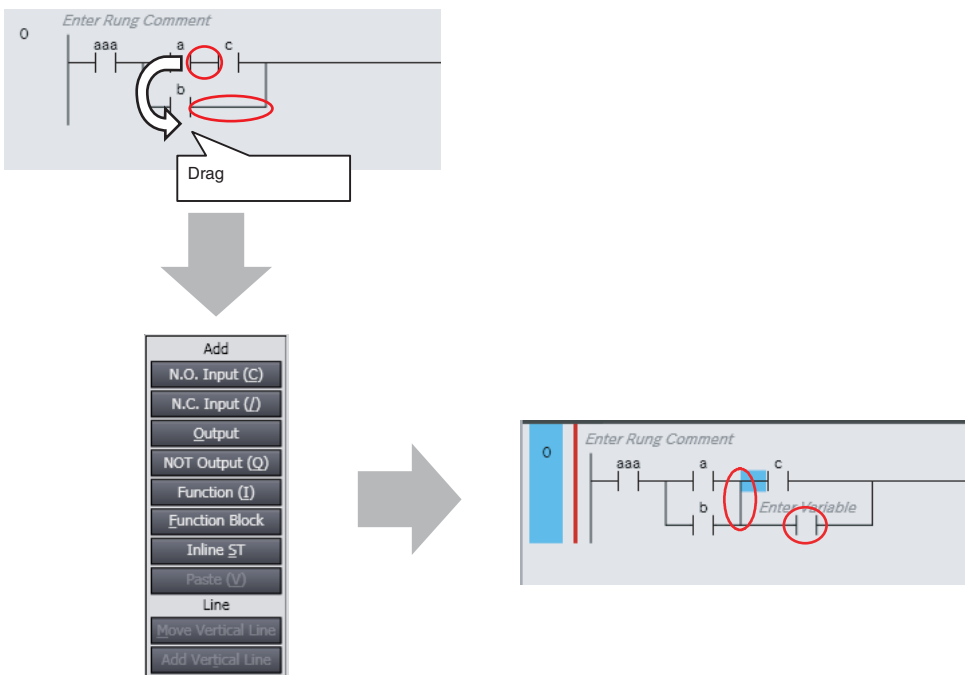 Enter Rung Comment
0
aaa
a
c
b
Drag
Add
N.O. Input (C)
N.C. Input (/)
Output
NOT Output (Q)
Function (I)
Function Block
Inline ST
Paste (V)
Line
Move Vertical Line
Add Vertical Line
Enter Rung Comment
0
aaa
a
c
b
Enter Variable